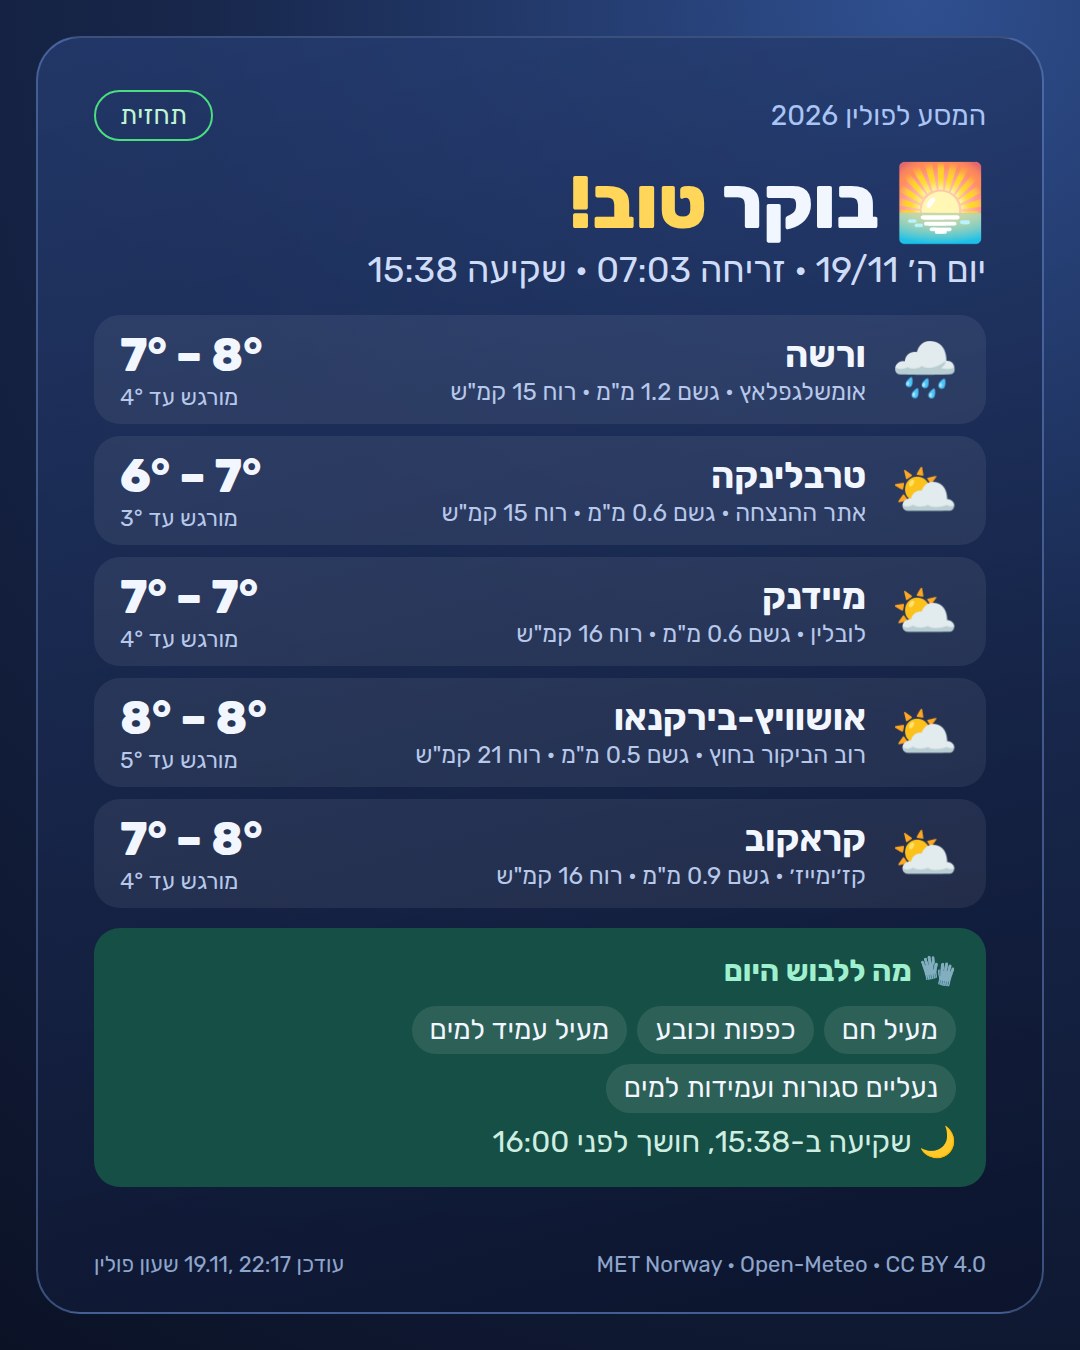 המסע לפולין 2026
תחזית
בוקר טוב!
יום ה׳ 19/11 • זריחה 07:03 • שקיעה 15:38
ורשה
אומשלגפלאץ • גשם 1.2 מ"מ • רוח 15 קמ"ש
7° – 8°
מורגש עד 4°
טרבלינקה
אתר ההנצחה • גשם 0.6 מ"מ • רוח 15 קמ"ש
6° – 7°
מורגש עד 3°
מיידנק
לובלין • גשם 0.6 מ"מ • רוח 16 קמ"ש
7° – 7°
מורגש עד 4°
אושוויץ-בירקנאו
רוב הביקור בחוץ • גשם 0.5 מ"מ • רוח 21 קמ"ש
8° – 8°
מורגש עד 5°
קראקוב
קז׳ימייז׳ • גשם 0.9 מ"מ • רוח 16 קמ"ש
7° – 8°
מורגש עד 4°
מה ללבוש היום
מעיל חם
כפפות וכובע
מעיל עמיד למים
נעליים סגורות ועמידות למים
שקיעה ב-15:38, חושך לפני 16:00
MET Norway • Open-Meteo • CC BY 4.0
עודכן 19.11, 22:17 שעון פולין